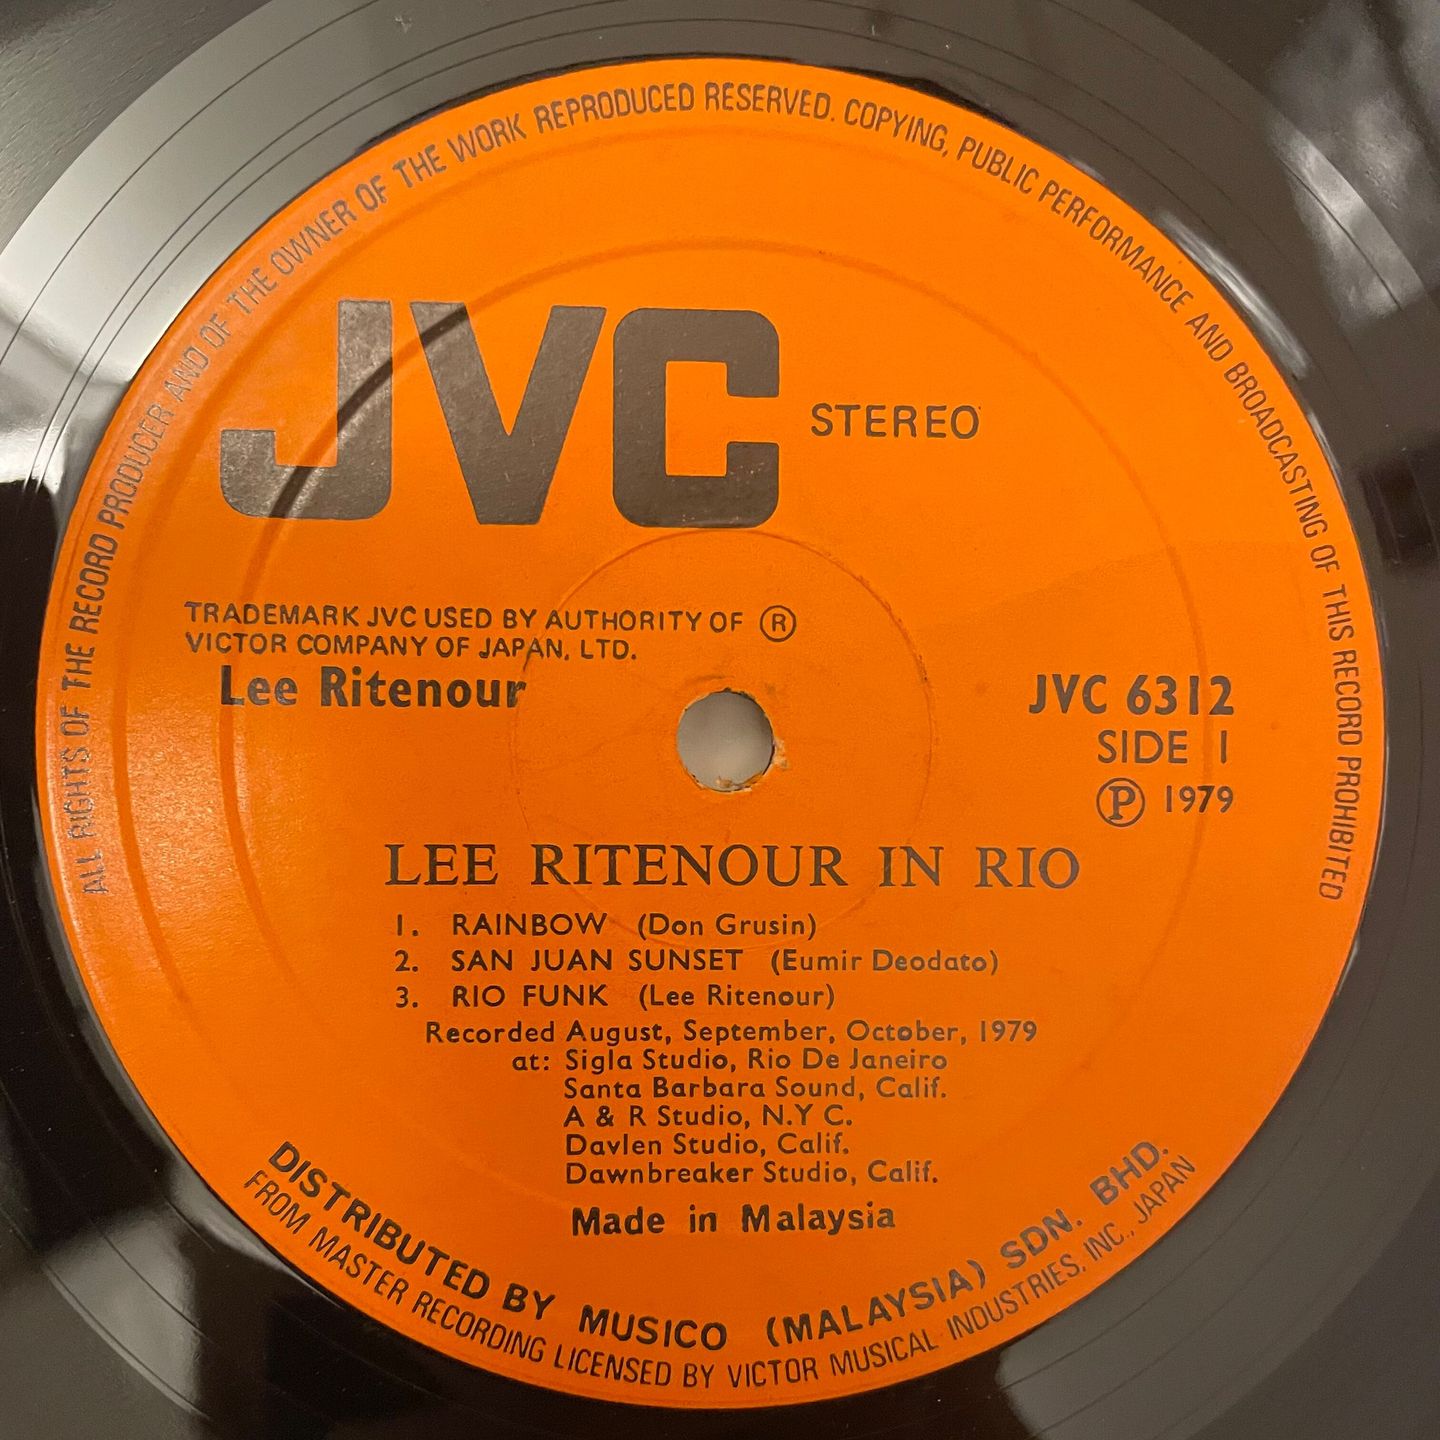 ALL RIGHTS OF THE RECORD PRODUCER AND OF THE OWNER OF THE WORK REPRODUCED RESERVED. COPYING, PUBLIC PERFORMANCE AND BROADCASTING OF THIS RECORD PROHIBITED
JVC STEREO
TRADEMARK JVC USED BY AUTHORITY OF ®
VICTOR COMPANY OF JAPAN, LTD.
Lee Ritenour
JVC 6312
SIDE 1
℗ 1979
LEE RITENOUR IN RIO
1. RAINBOW (Don Grusin)
2. SAN JUAN SUNSET (Eumir Deodato)
3. RIO FUNK (Lee Ritenour)
Recorded August, September, October, 1979
at: Sigla Studio, Rio De Janeiro
Santa Barbara Sound, Calif.
A & R Studio, N.Y C.
Davlen Studio, Calif.
Dawnbreaker Studio, Calif.
Made in Malaysia
DISTRIBUTED BY MUSICO (MALAYSIA) SDN. BHD.
FROM MASTER RECORDING LICENSED BY VICTOR MUSICAL INDUSTRIES, INC., JAPAN